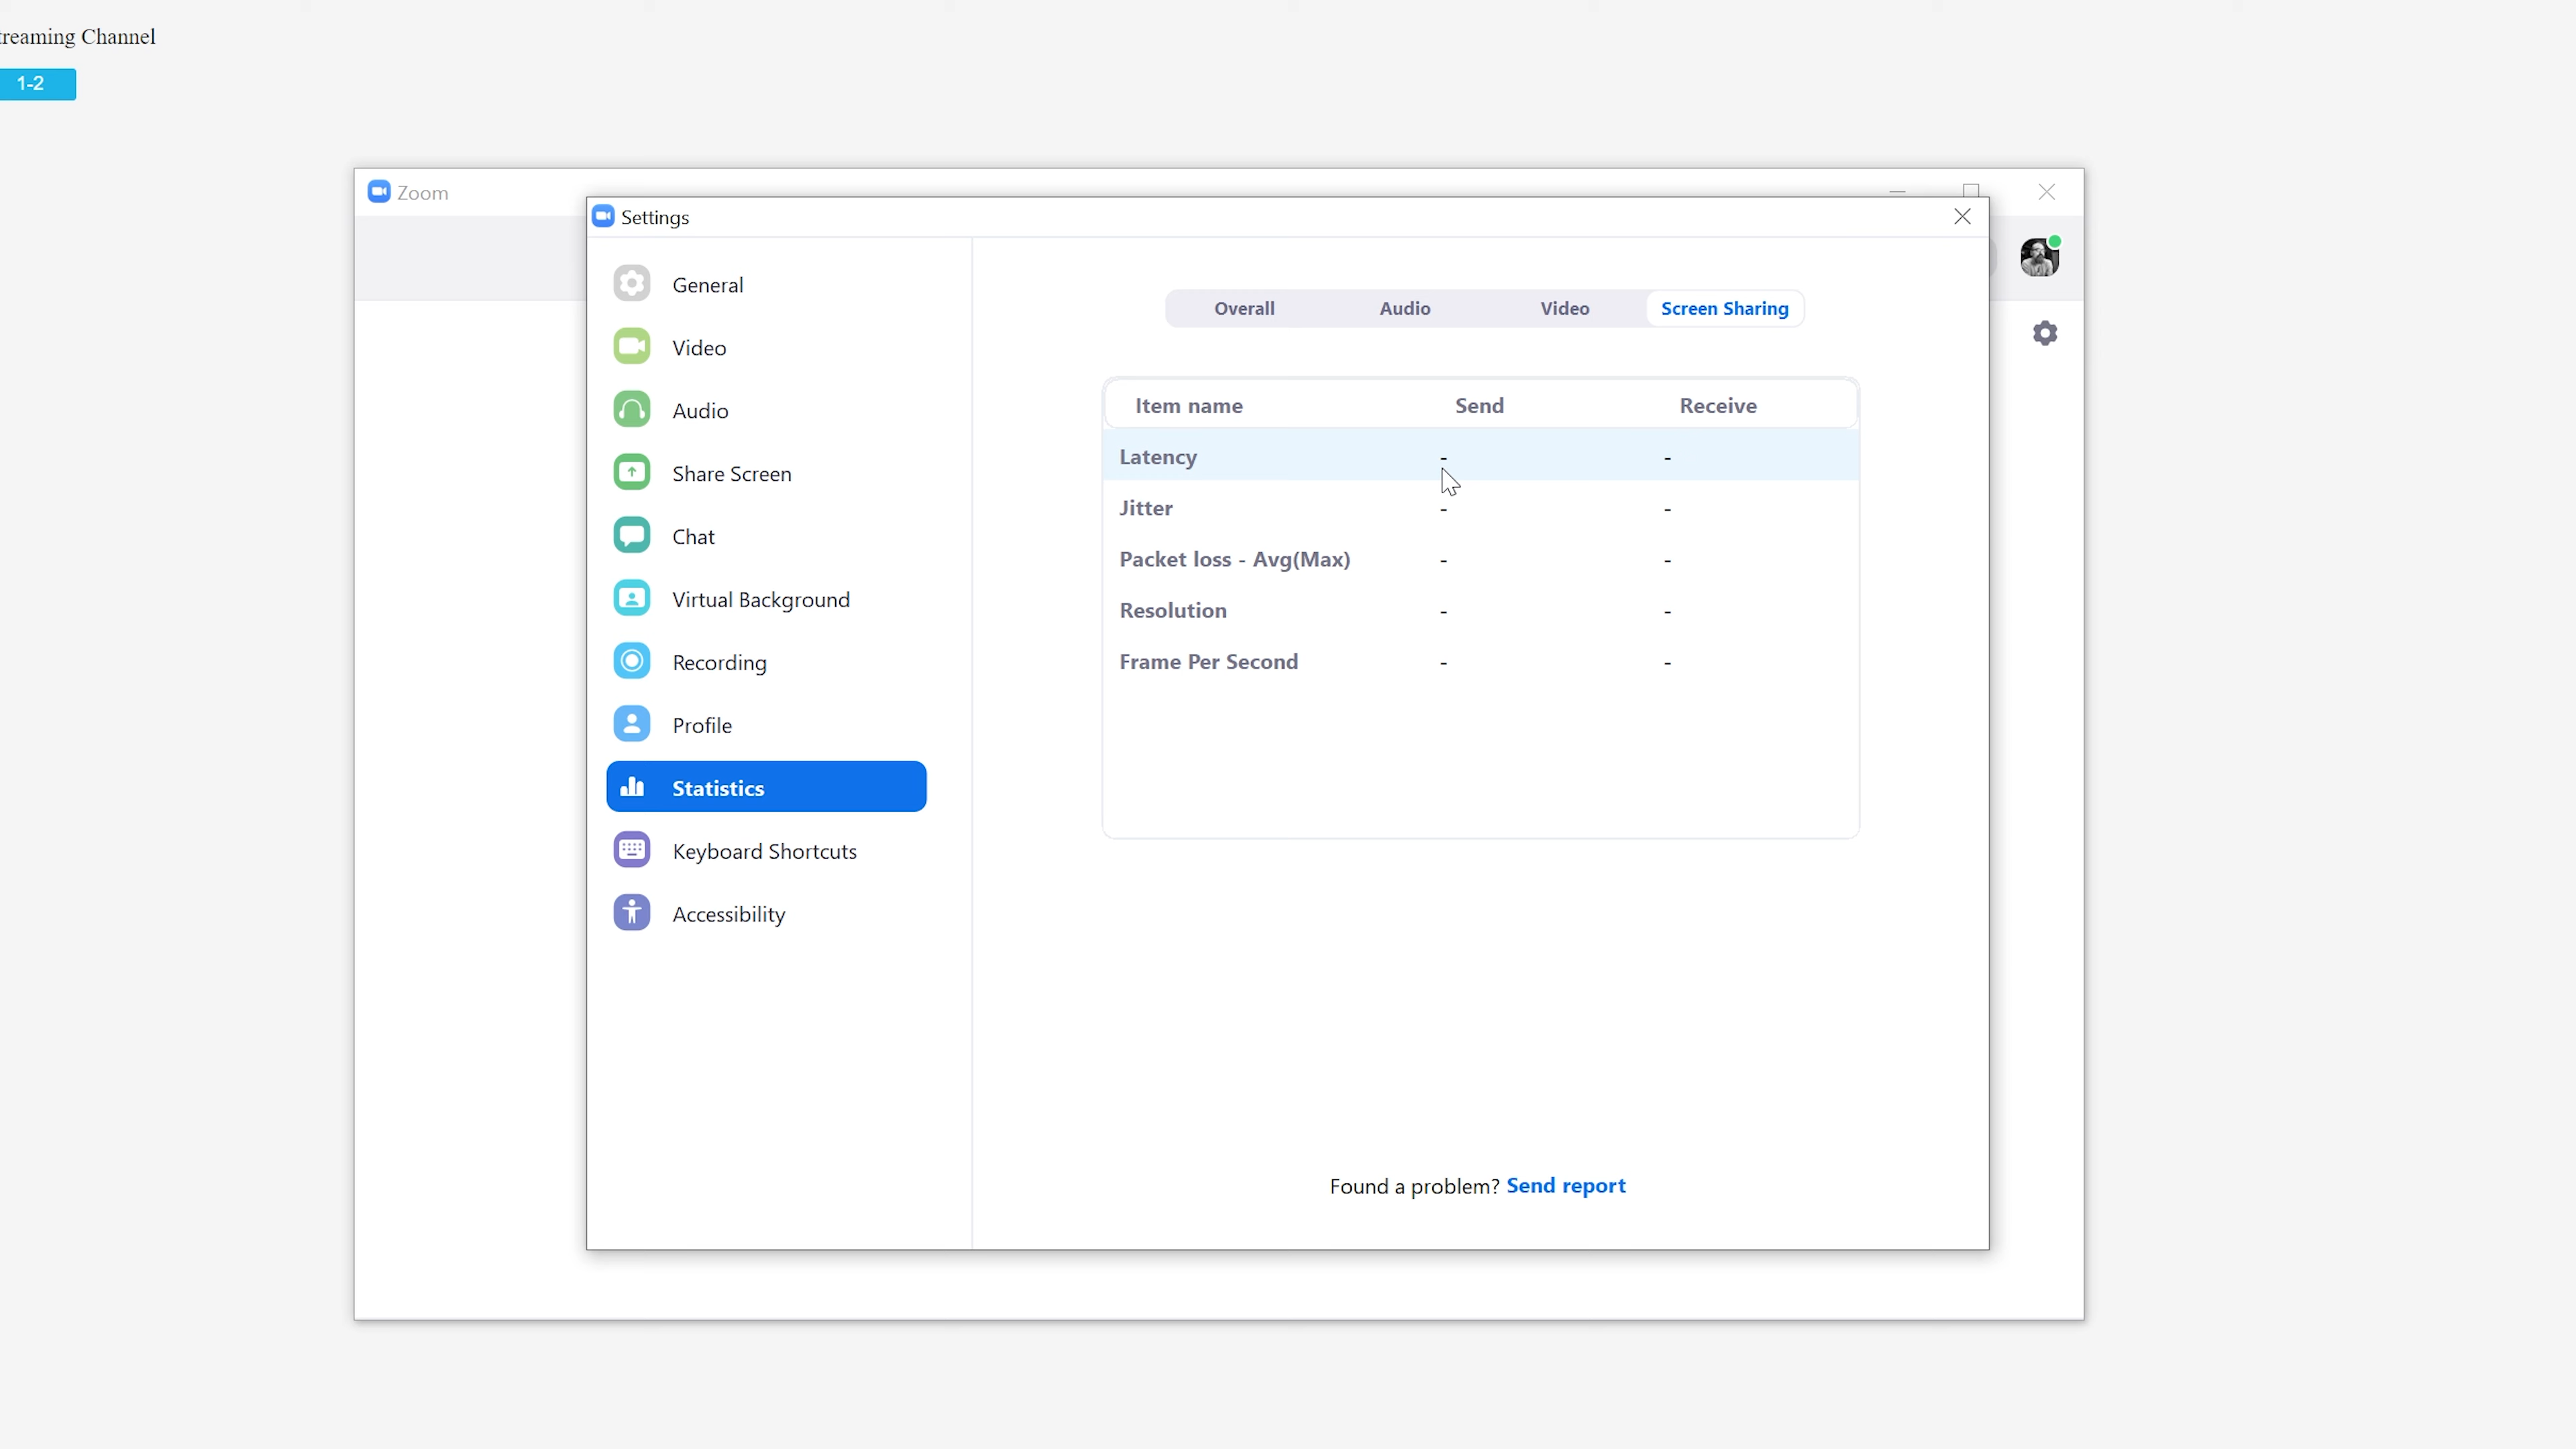 Streaming Channel
1-2
Zoom
Settings
General
Video
Audio
Share Screen
Chat
Virtual Background
Recording
Profile
Statistics
Keyboard Shortcuts
Accessibility
Overall Audio Video Screen Sharing
Item name Send Receive
Latency - -
Jitter - -
Packet loss - Avg(Max) - -
Resolution - -
Frame Per Second - -
Found a problem? Send report